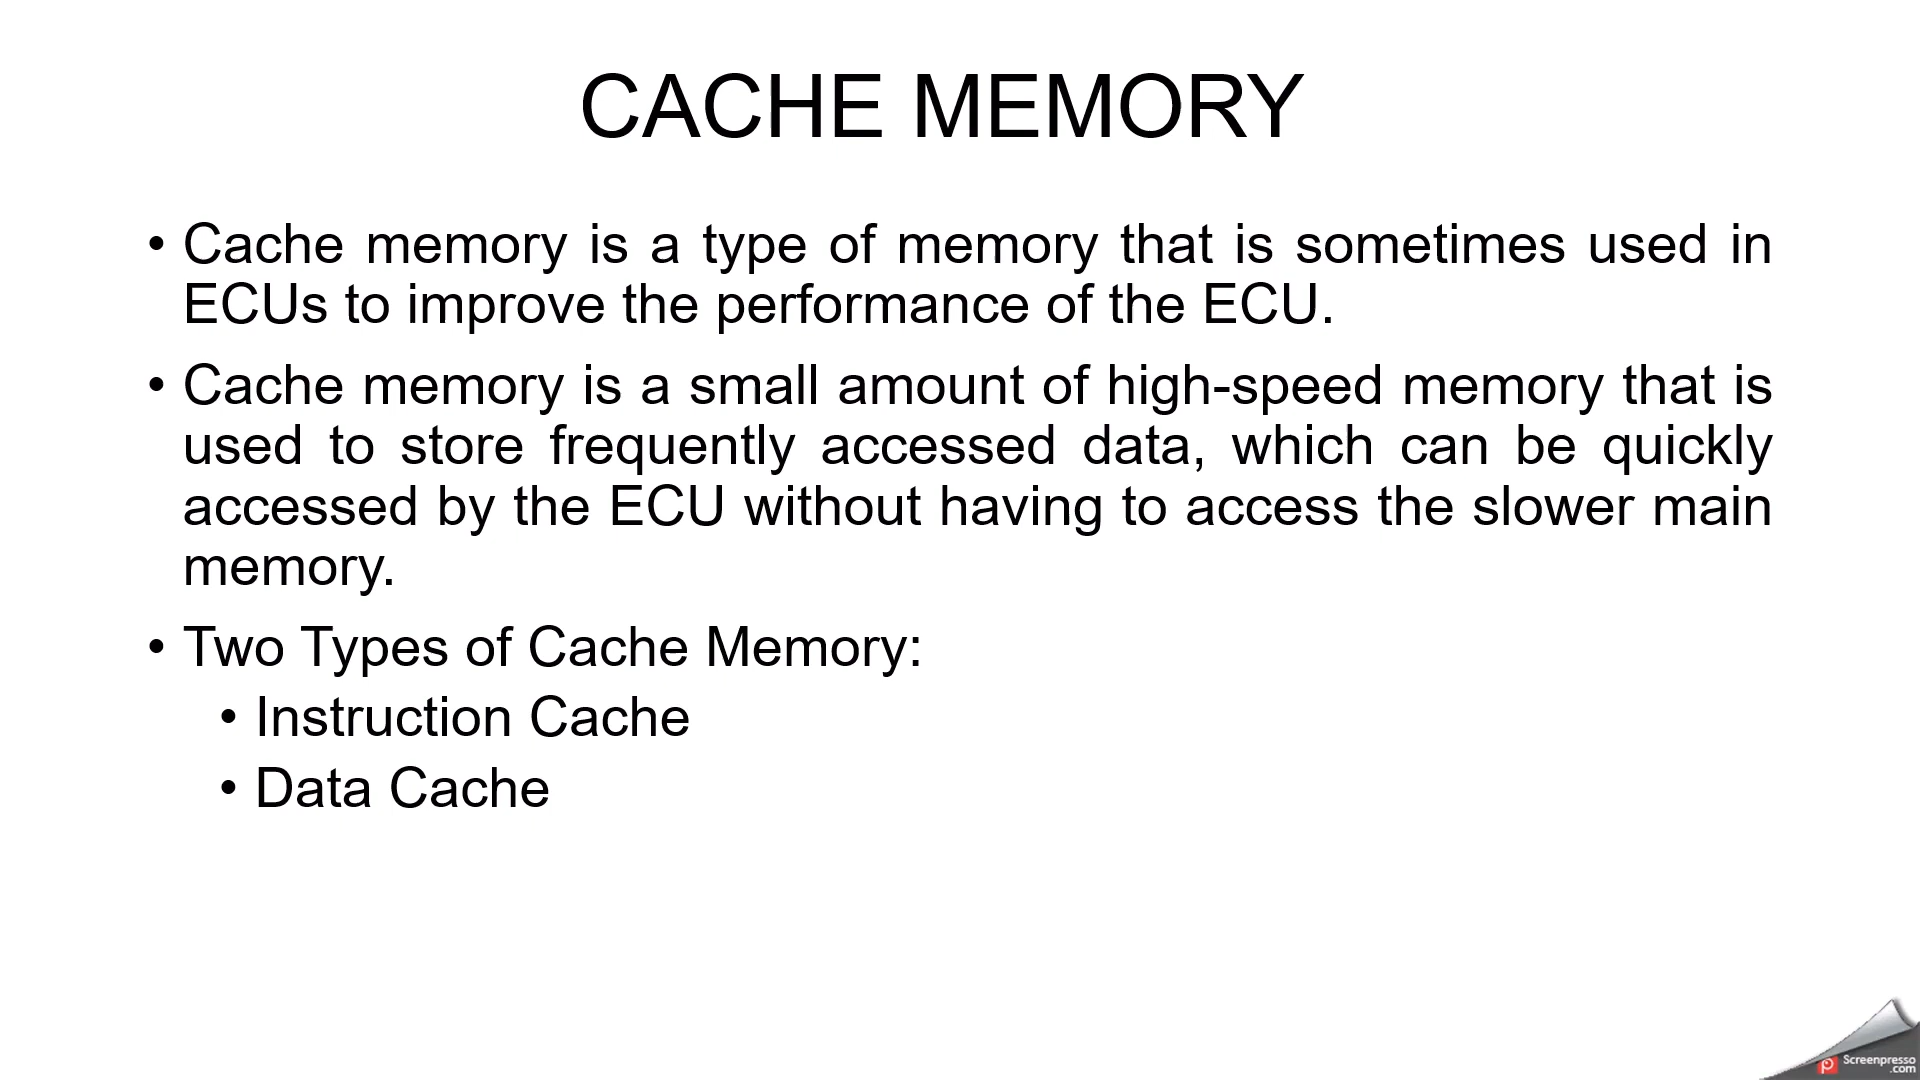 CACHE MEMORY
• Cache memory is a type of memory that is sometimes used in
ECUs to improve the performance of the ECU.
• Cache memory is a small amount of high-speed memory that is
used to store frequently accessed data, which can be quickly
accessed by the ECU without having to access the slower main
memory.
• Two Types of Cache Memory:
• Instruction Cache
• Data Cache
Screenpresso
.com